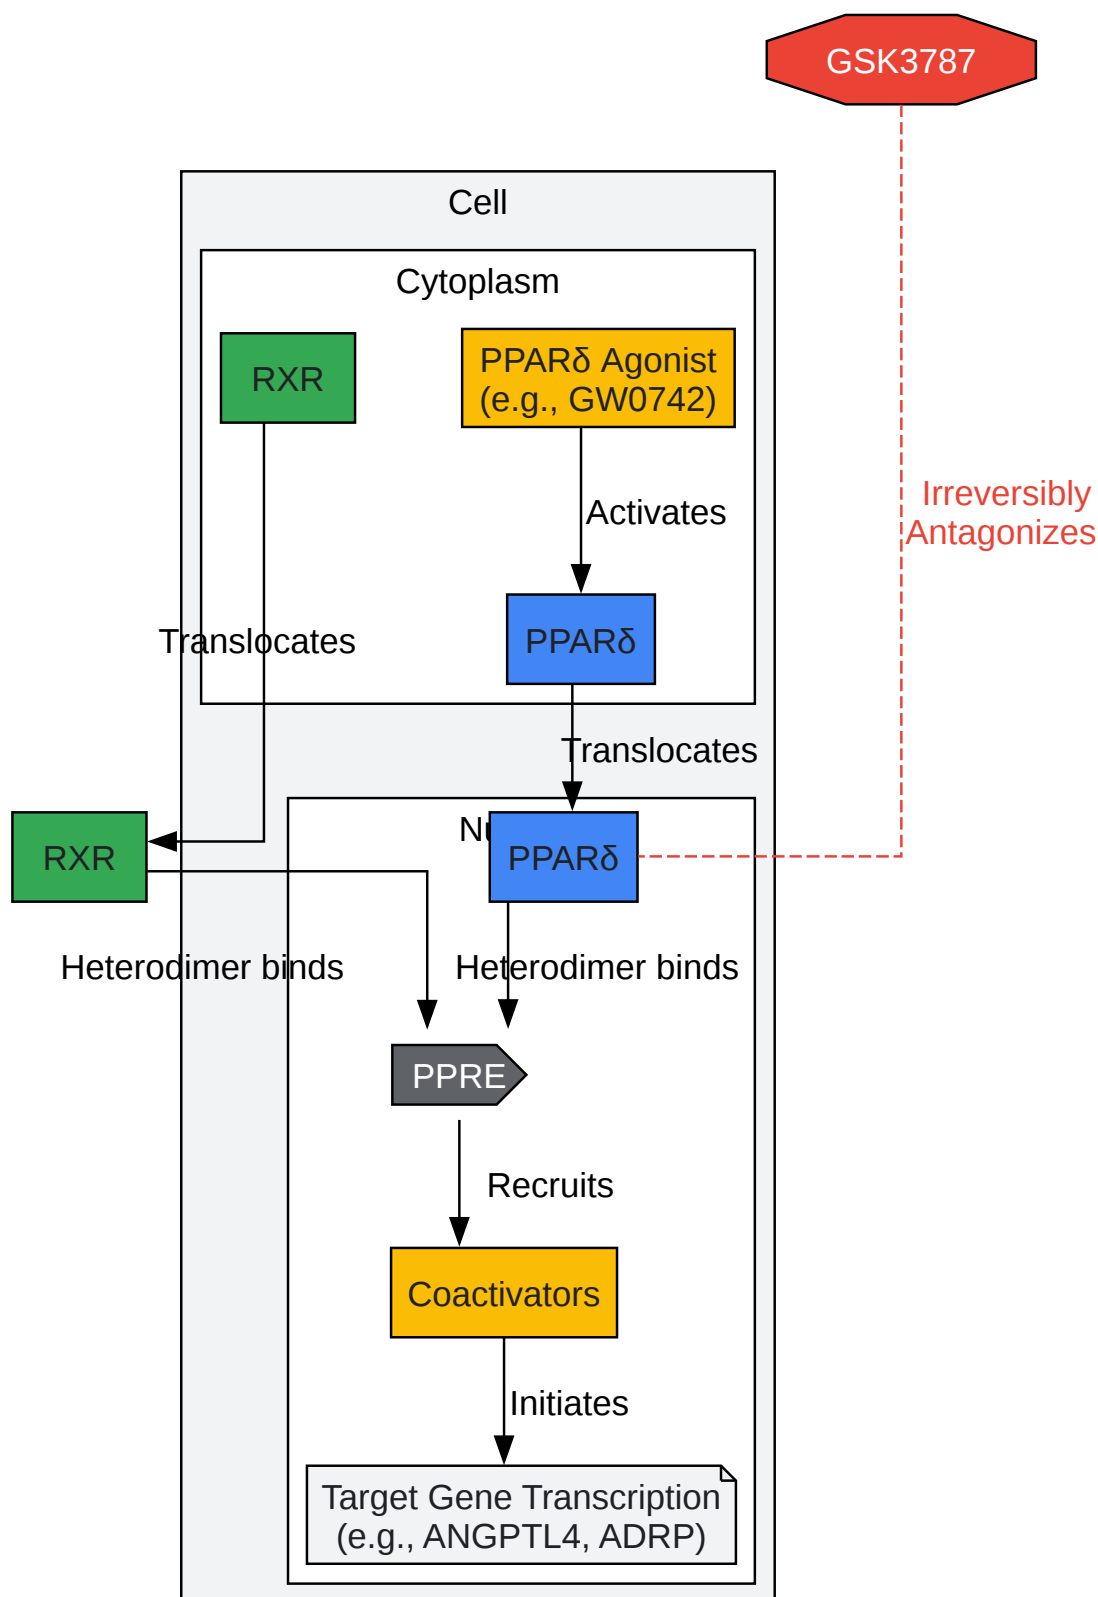 GSK3787
Cell
Cytoplasm
RXR
PPARδ Agonist
(e.g., GW0742)
Irreversibly
Antagonizes
Activates
Translocates
PPARδ
Translocates
RXR
PPARδ
Heterodimer binds
Heterodimer binds
PPRE
Recruits
Coactivators
Initiates
Target Gene Transcription
(e.g., ANGPTL4, ADRP)